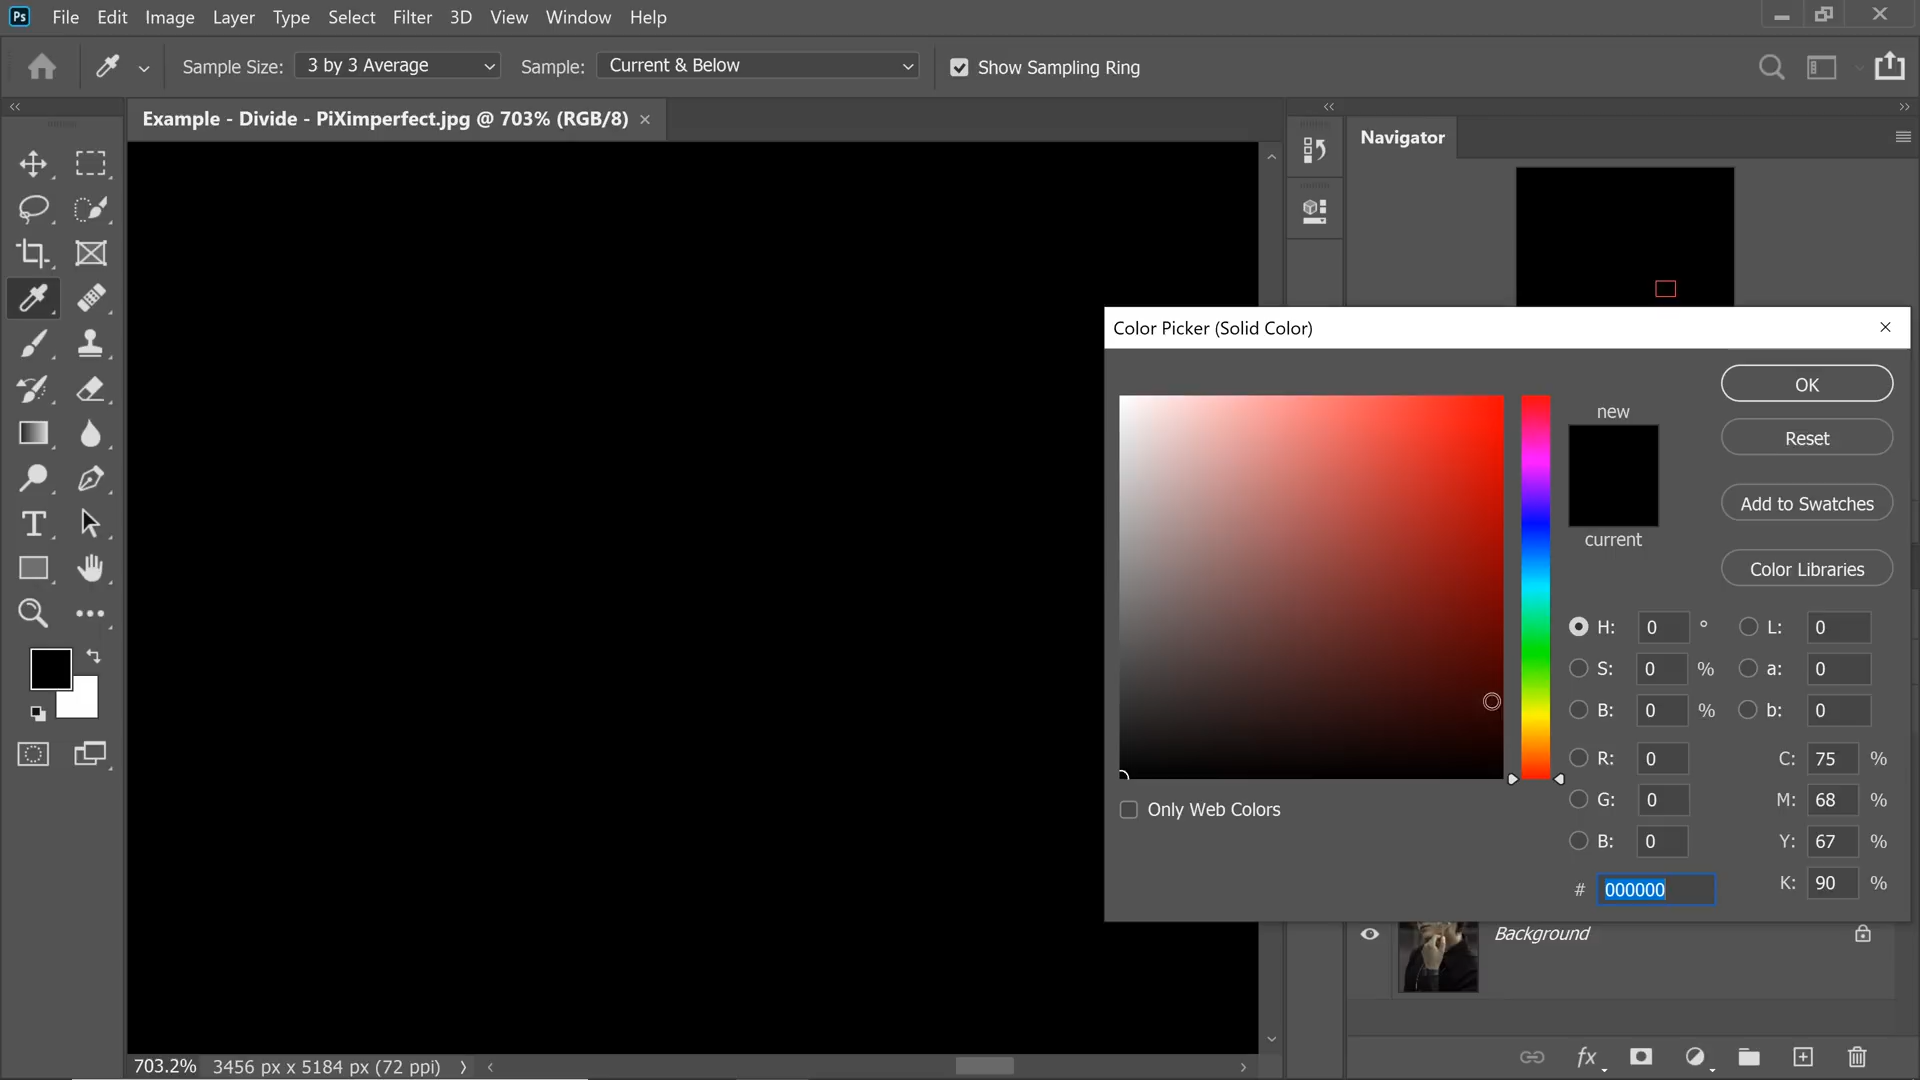 Ps File Edit Image Layer Type Select Filter 3D View Window Help
Sample Size: 3 by 3 Average Sample: Current & Below Show Sampling Ring
Example - Divide - PiXimperfect.jpg @ 703% (RGB/8)
Navigator
Color Picker (Solid Color)
OK
new
Reset
Add to Swatches
current
Color Libraries
H: 0 ° L: 0
S: 0 % a: 0
B: 0 % b: 0
R: 0 C: 75 %
G: 0 M: 68 %
B: 0 Y: 67 %
# 000000 K: 90 %
Only Web Colors
Background
fx
703.2% 3456 px x 5184 px (72 ppi)